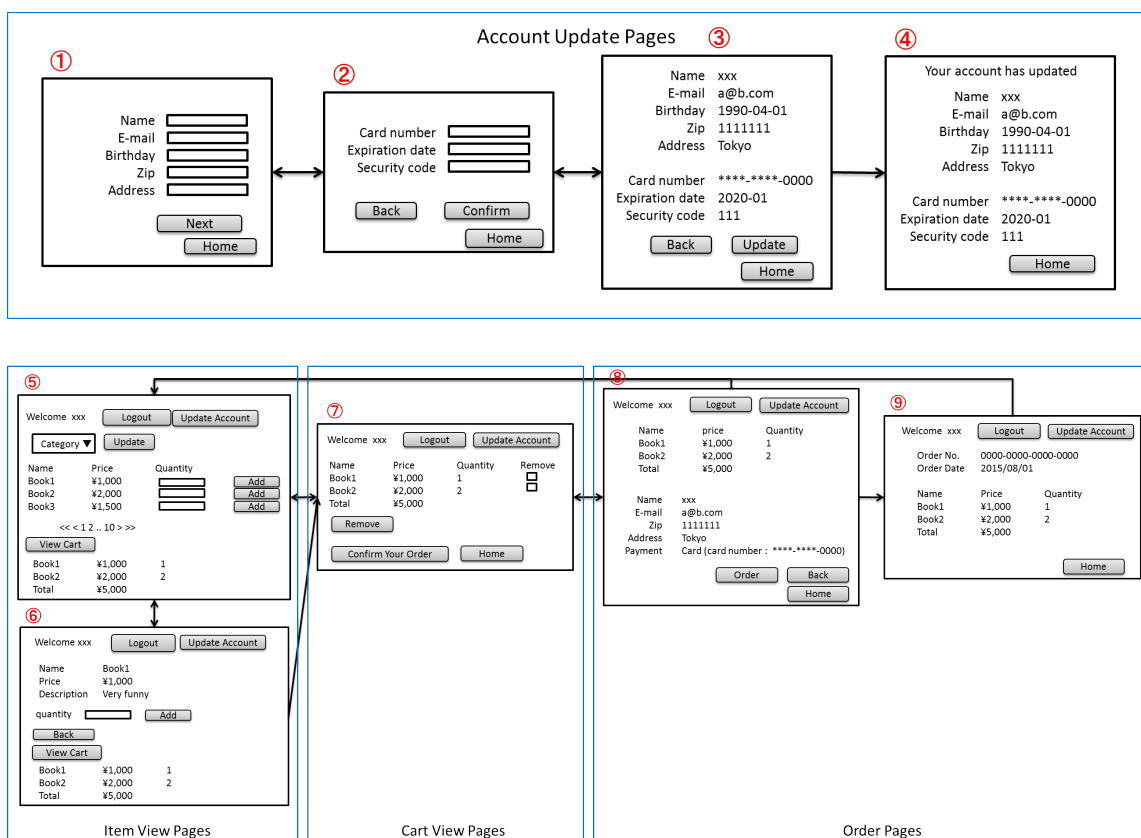 Account Update Pages
①
Name
E-mail
Birthday
Zip
Address
Next
Home
②
Card number
Expiration date
Security code
Back Confirm
Home
③
Name xxx
E-mail a@b.com
Birthday 1990-04-01
Zip 1111111
Address Tokyo
Card number ****-****-0000
Expiration date 2020-01
Security code 111
Back Update
Home
④
Your account has updated
Name xxx
E-mail a@b.com
Birthday 1990-04-01
Zip 1111111
Address Tokyo
Card number ****-****-0000
Expiration date 2020-01
Security code 111
Home
⑤
Welcome xxx Logout Update Account
Category ▼ Update
Name Price Quantity
Book1 ¥1,000 Add
Book2 ¥2,000 Add
Book3 ¥1,500 Add
<< < 1 2 .. 10 > >>
View Cart
Book1 ¥1,000 1
Book2 ¥2,000 2
Total ¥5,000
⑥
Welcome xxx Logout Update Account
Name Book1
Price ¥1,000
Description Very funny
quantity Add
Back
View Cart
Book1 ¥1,000 1
Book2 ¥2,000 2
Total ¥5,000
Item View Pages
⑦
Welcome xxx Logout Update Account
Name Price Quantity Remove
Book1 ¥1,000 1
Book2 ¥2,000 2
Total ¥5,000
Remove
Confirm Your Order Home
Cart View Pages
⑧
Welcome xxx Logout Update Account
Name price Quantity
Book1 ¥1,000 1
Book2 ¥2,000 2
Total ¥5,000
Name xxx
E-mail a@b.com
Zip 1111111
Address Tokyo
Payment Card (card number : ****-****-0000)
Order Back
Home
⑨
Welcome xxx Logout Update Account
Order No. 0000-0000-0000-0000
Order Date 2015/08/01
Name Price Quantity
Book1 ¥1,000 1
Book2 ¥2,000 2
Total ¥5,000
Home
Order Pages